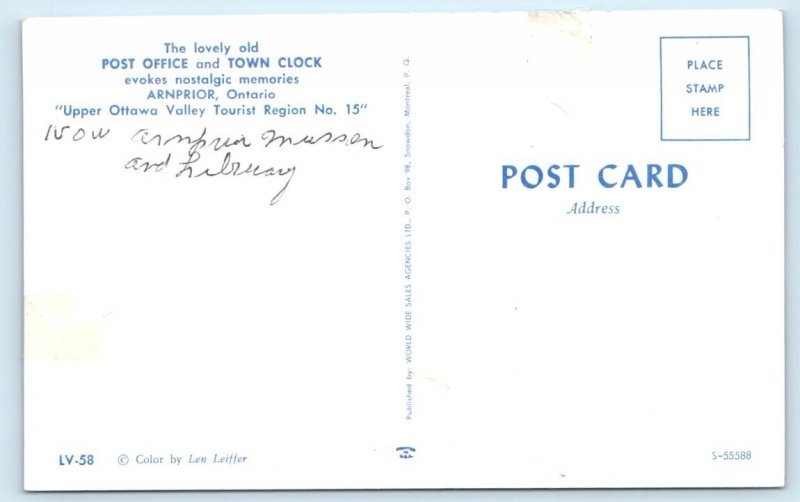 The lovely old
POST OFFICE and TOWN CLOCK
evokes nostalgic memories
ARNPRIOR, Ontario
"Upper Ottawa Valley Tourist Region No. 15"
Now Arnprior Mussen
and Liberary
LV-58 © Color by Len Leiffer
Published by: WORLD WIDE SALES AGENCIES LTD., P. O. Box 98, Snowdon, Montreal, P. Q.
PLACE
STAMP
HERE
POST CARD
Address
S-55588